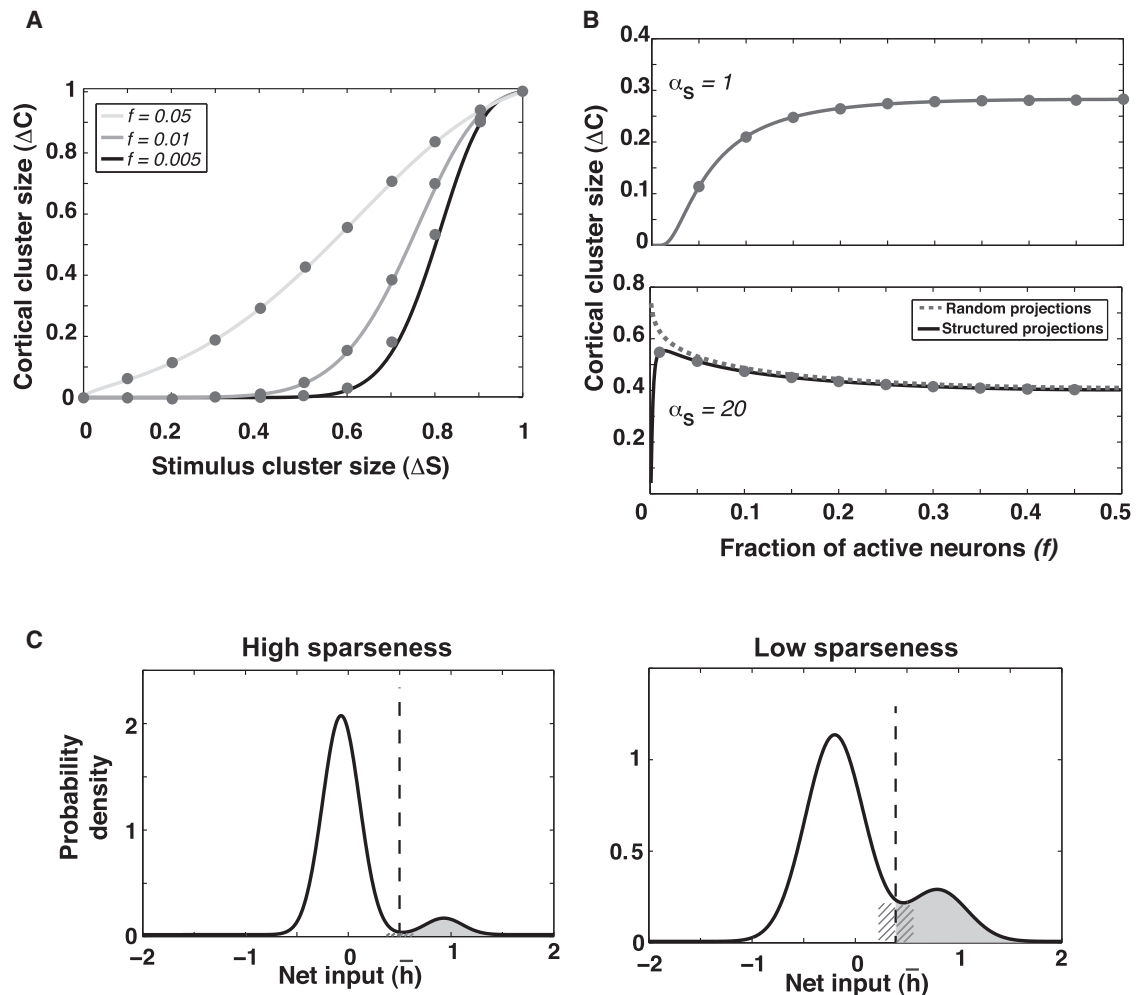 A
Cortical cluster size (ΔC)
1
0.8
0.6
0.4
0.2
0
f = 0.05
f = 0.01
f = 0.005
0 0.2 0.4 0.6 0.8 1
Stimulus cluster size (ΔS)
B
Cortical cluster size (ΔC)
0.4
0.3
0.2
0.1
0
αS = 1
0.8
0.6
0.4
0.2
Random projections
Structured projections
αS = 20
0 0.1 0.2 0.3 0.4 0.5
Fraction of active neurons (f)
C
High sparseness
Probability
density
2
1
0
−2 −1 0 1 2
Net input (h̄)
Low sparseness
1
0.5
0
−2 −1 0 1 2
Net input (h̄)